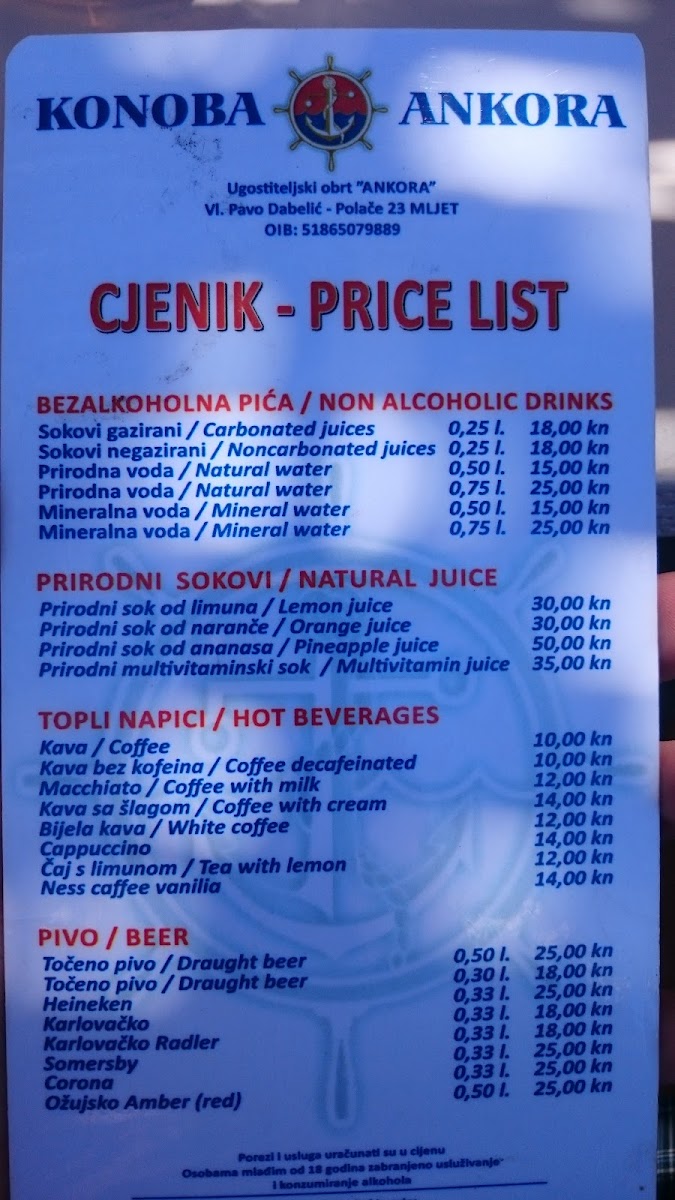 KONOBA ANKORA
Ugostiteljski obrt "ANKORA"
Vl. Pavo Dabelić - Polače 23 MLJET
OIB: 51865079889
CJENIK - PRICE LIST
BEZALKOHOLNA PIĆA / NON ALCOHOLIC DRINKS
Sokovi gazirani / Carbonated juices 0,25 l. 18,00 kn
Sokovi negazirani / Noncarbonated juices 0,25 l. 18,00 kn
Prirodna voda / Natural water 0,50 l. 15,00 kn
Prirodna voda / Natural water 0,75 l. 25,00 kn
Mineralna voda / Mineral water 0,50 l. 15,00 kn
Mineralna voda / Mineral water 0,75 l. 25,00 kn
PRIRODNI SOKOVI / NATURAL JUICE
Prirodni sok od limuna / Lemon juice 30,00 kn
Prirodni sok od naranče / Orange juice 30,00 kn
Prirodni sok od ananasa / Pineapple juice 50,00 kn
Prirodni multivitaminski sok / Multivitamin juice 35,00 kn
TOPLI NAPICI / HOT BEVERAGES
Kava / Coffee 10,00 kn
Kava bez kofeina / Coffee decafeinated 10,00 kn
Macchiato / Coffee with milk 12,00 kn
Kava sa šlagom / Coffee with cream 14,00 kn
Bijela kava / White coffee 12,00 kn
Cappuccino 14,00 kn
Čaj s limunom / Tea with lemon 12,00 kn
Ness caffee vanilia 14,00 kn
PIVO / BEER
Točeno pivo / Draught beer 0,50 l. 25,00 kn
Točeno pivo / Draught beer 0,30 l. 18,00 kn
Heineken 0,33 l. 25,00 kn
Karlovačko 0,33 l. 18,00 kn
Karlovačko Radler 0,33 l. 18,00 kn
Somersby 0,33 l. 25,00 kn
Corona 0,33 l. 25,00 kn
Ožujsko Amber (red) 0,50 l. 25,00 kn
Porezi i usluga uračunati su u cijenu
Osobama mlađim od 18 godina zabranjeno usluživanje
i konzumiranje alkohola